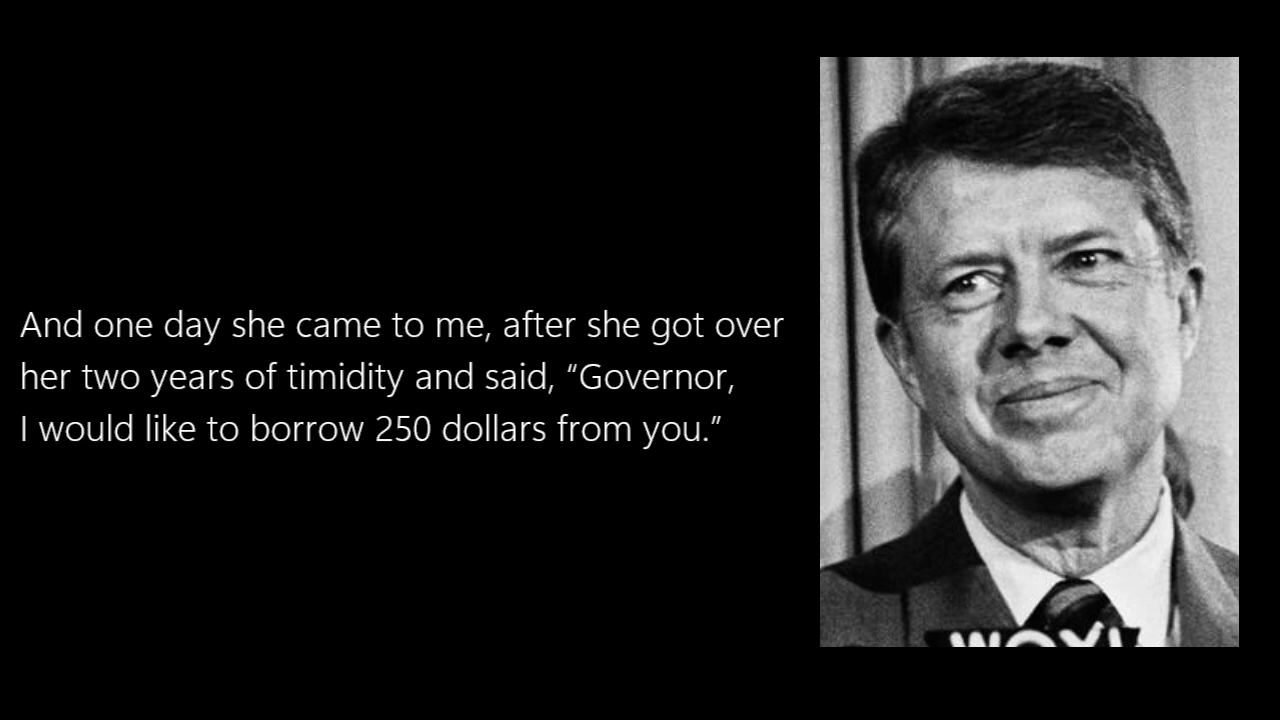 And one day she came to me, after she got over
her two years of timidity and said, “Governor,
I would like to borrow 250 dollars from you.”